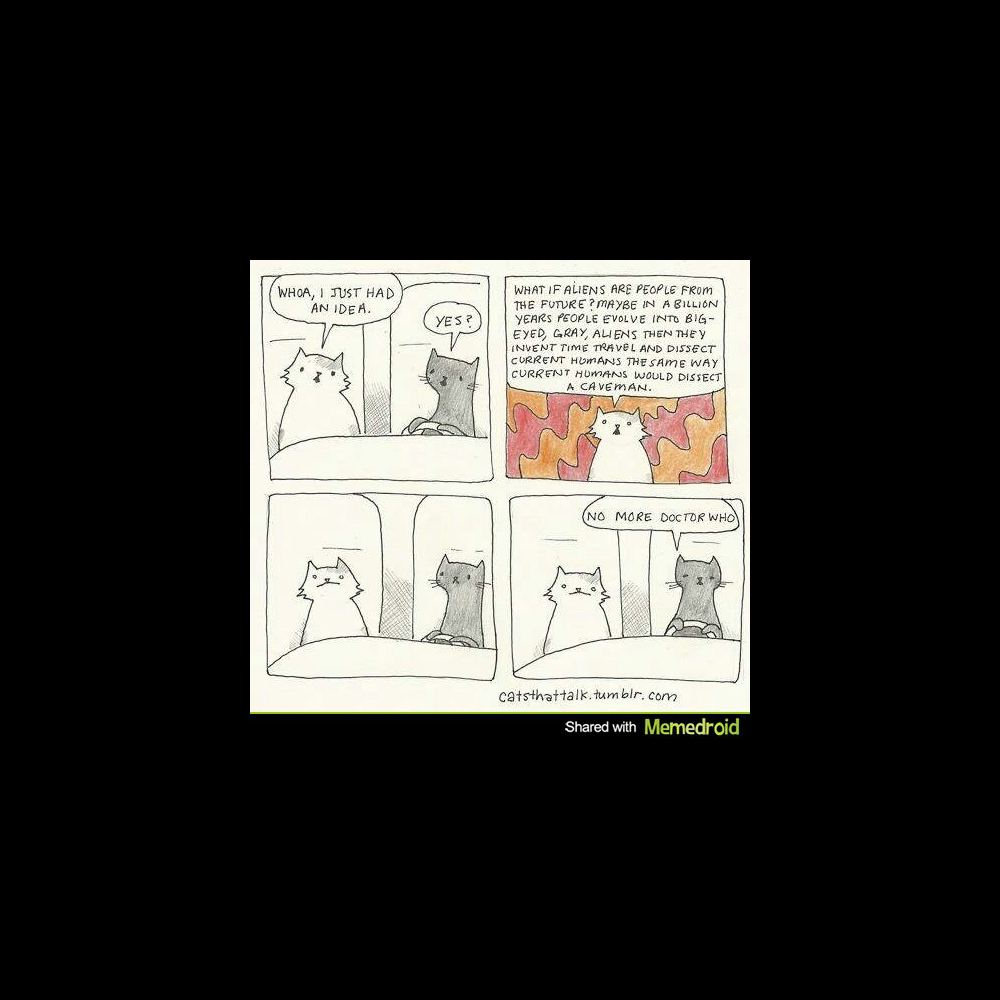 WHOA, I JUST HAD
AN IDEA.
YES?
WHAT IF ALIENS ARE PEOPLE FROM
THE FUTURE? MAYBE IN A BILLION
YEARS PEOPLE EVOLVE INTO BIG-
EYED, GRAY, ALIENS THEN THEY
INVENT TIME TRAVEL AND DISSECT
CURRENT HUMANS THE SAME WAY
CURRENT HUMANS WOULD DISSECT
A CAVEMAN.
NO MORE DOCTOR WHO
catsthattalk.tumblr.com
Shared with Memedroid